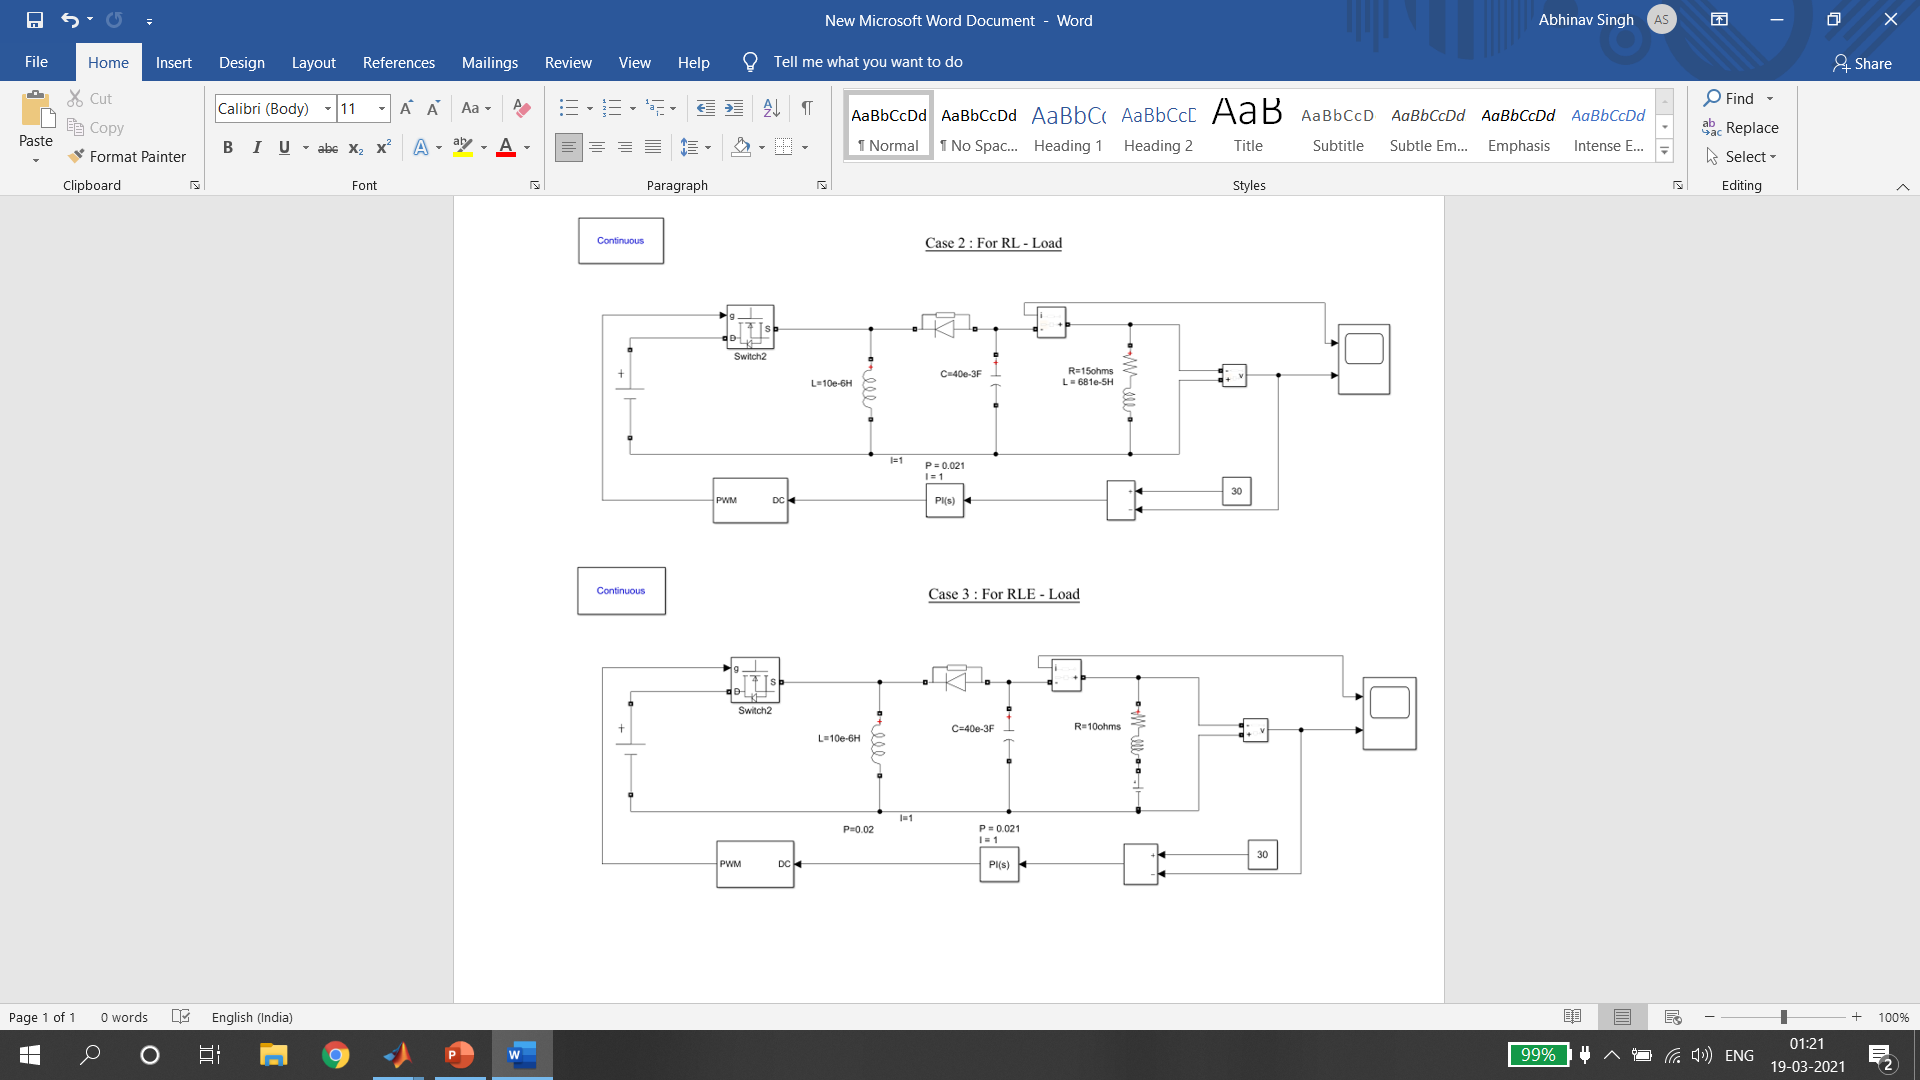 New Microsoft Word Document - Word
Abhinav Singh AS
File Home Insert Design Layout References Mailings Review View Help Tell me what you want to do Share
Paste Cut Copy Format Painter Clipboard
Calibri (Body) 11 Aa
B I U abc x₂ x² A ab A
Font
Paragraph
AaBbCcDd ¶ Normal
AaBbCcDd ¶ No Spac...
AaBbCc Heading 1
AaBbCcE Heading 2
AaB Title
AaBbCcD Subtitle
AaBbCcDd Subtle Em...
AaBbCcDd Emphasis
AaBbCcDd Intense E...
Styles
Find
Replace
Select
Editing
Continuous
Case 2 : For RL - Load
g D S
Switch2
+
L=10e-6H
C=40e-3F
i + -
R=15ohms
L = 681e-5H
- + v
I=1
P = 0.021
I = 1
PWM DC
PI(s)
+ -
30
Continuous
Case 3 : For RLE - Load
g D S
Switch2
+
L=10e-6H
C=40e-3F
i + -
R=10ohms
- + v
P=0.02
I=1
P = 0.021
I = 1
PWM DC
PI(s)
+ -
30
Page 1 of 1 0 words English (India) 100%
99% ENG 01:21
19-03-2021 2